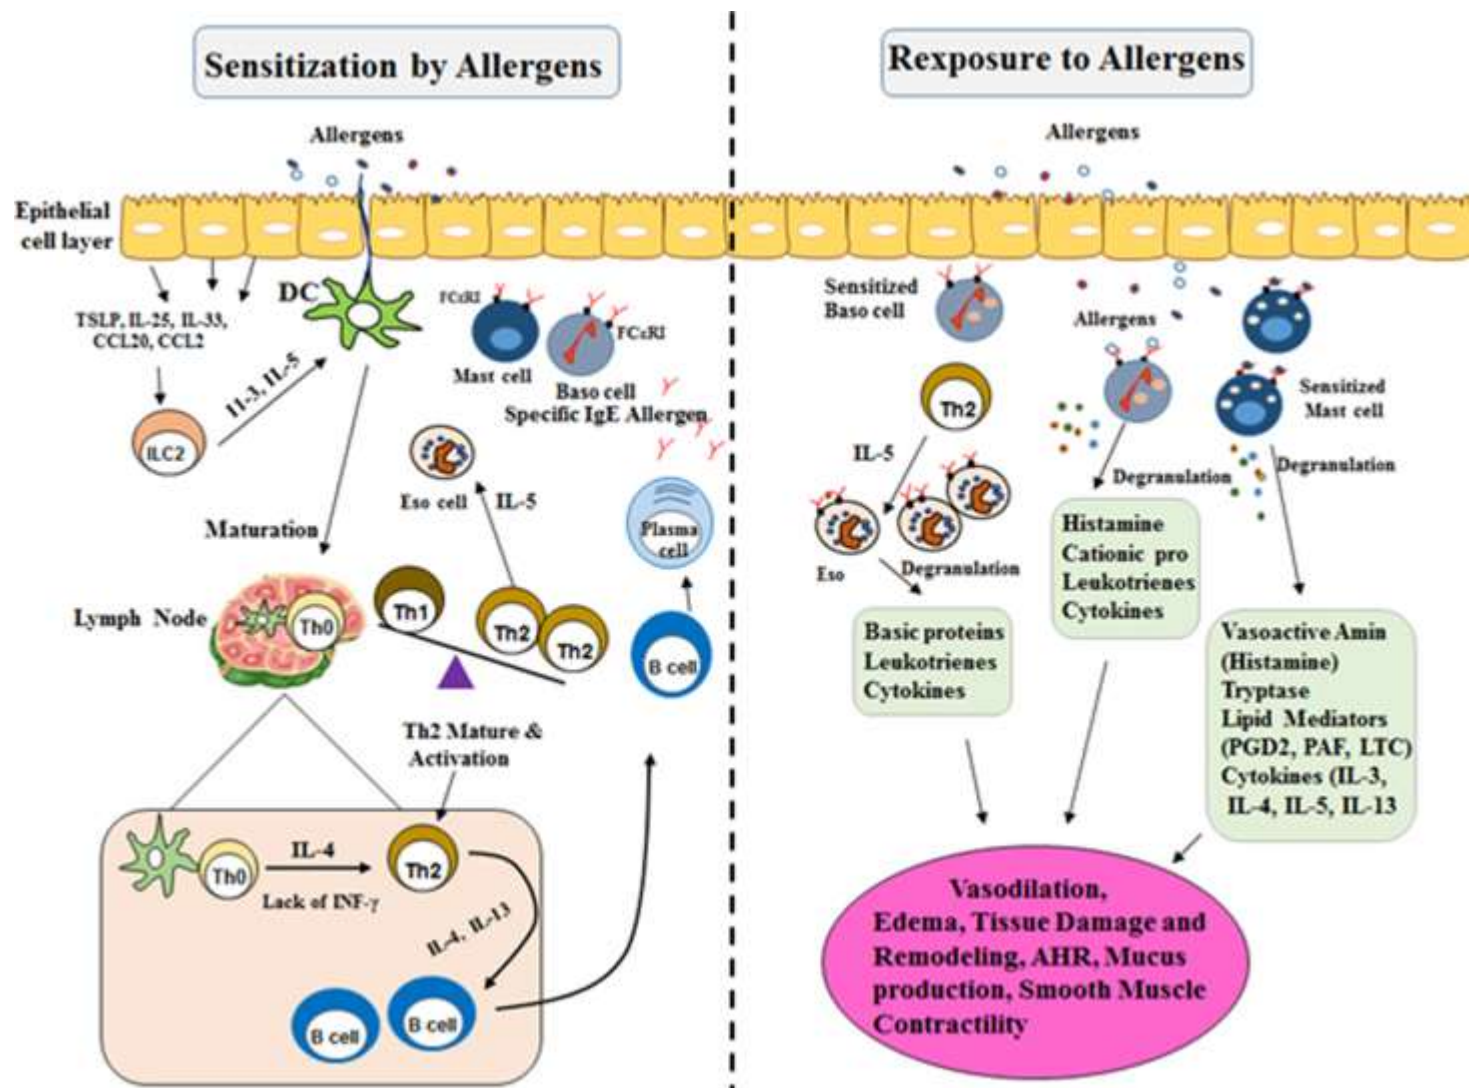 Sensitization by Allergens
Allergens
Epithelial
cell layer
TSLP, IL-25, IL-33,
CCL20, CCL2
DC
Il-3, IL-5
ILC2
FCεRI
Mast cell
FCεRI
Baso cell
Specific IgE Allergen
Eso cell
IL-5
Maturation
Plasma
cell
Lymph Node
Th0
Th1
Th2
Th2
B cell
Th2 Mature &
Activation
Th0
IL-4
Lack of INF-γ
Th2
IL-4, IL-13
B cell
B cell
Rexposure to Allergens
Allergens
Sensitized
Baso cell
Allergens
Th2
IL-5
Sensitized
Mast cell
Degranulation
Degranulation
Eso
Degranulation
Histamine
Cationic pro
Leukotrienes
Cytokines
Basic proteins
Leukotrienes
Cytokines
Vasoactive Amin
(Histamine)
Tryptase
Lipid Mediators
(PGD2, PAF, LTC)
Cytokines (IL-3,
IL-4, IL-5, IL-13
Vasodilation,
Edema, Tissue Damage and
Remodeling, AHR, Mucus
production, Smooth Muscle
Contractility